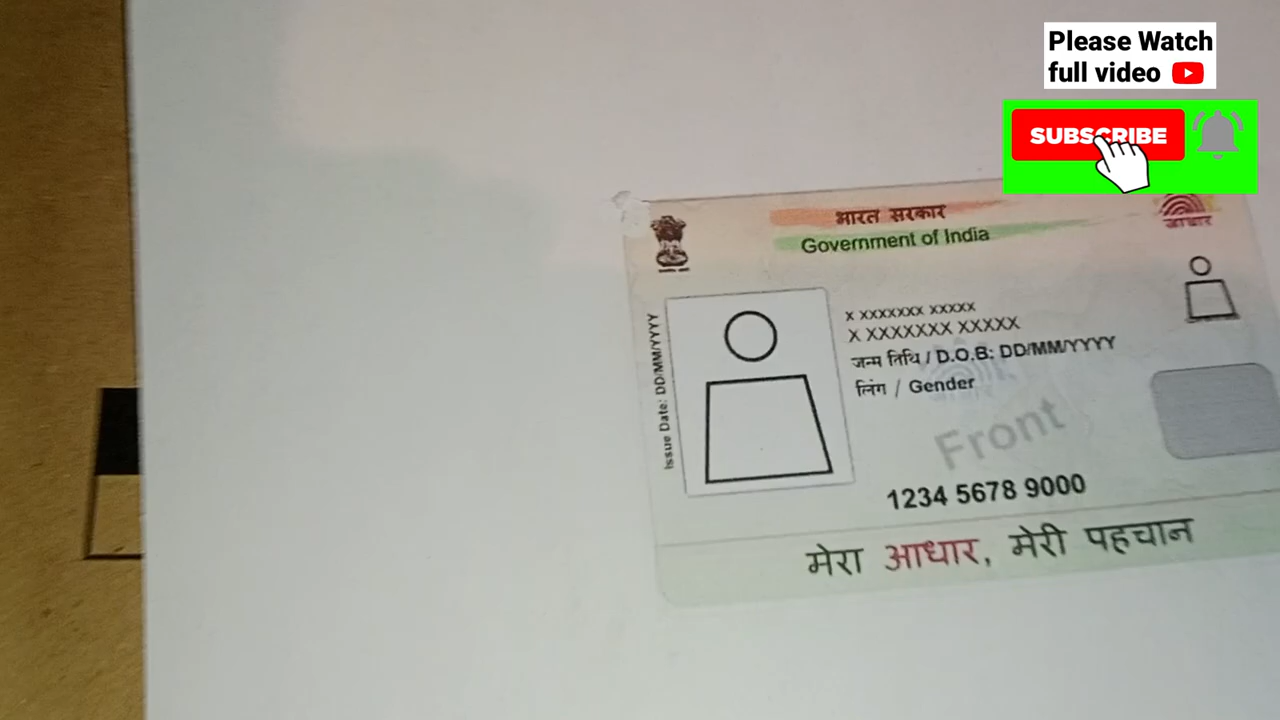 Please Watch
full video
SUBSCRIBE
भारत सरकार
Government of India
आधार
Issue Date: DD/MM/YYYY
X XXXXXXX XXXXX
X XXXXXXX XXXXX
जन्म तिथि / D.O.B: DD/MM/YYYY
लिंग / Gender
Front
1234 5678 9000
मेरा आधार, मेरी पहचान